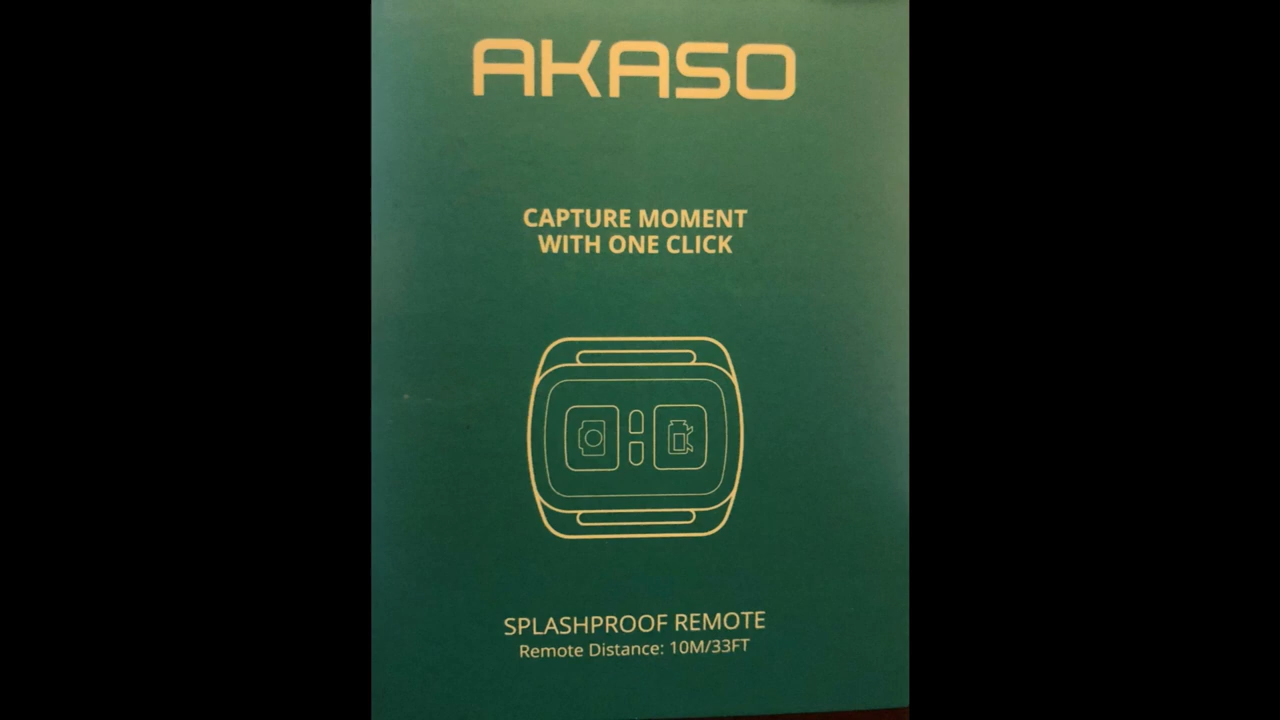 AKASO
CAPTURE MOMENT
WITH ONE CLICK
SPLASHPROOF REMOTE
Remote Distance: 10M/33FT